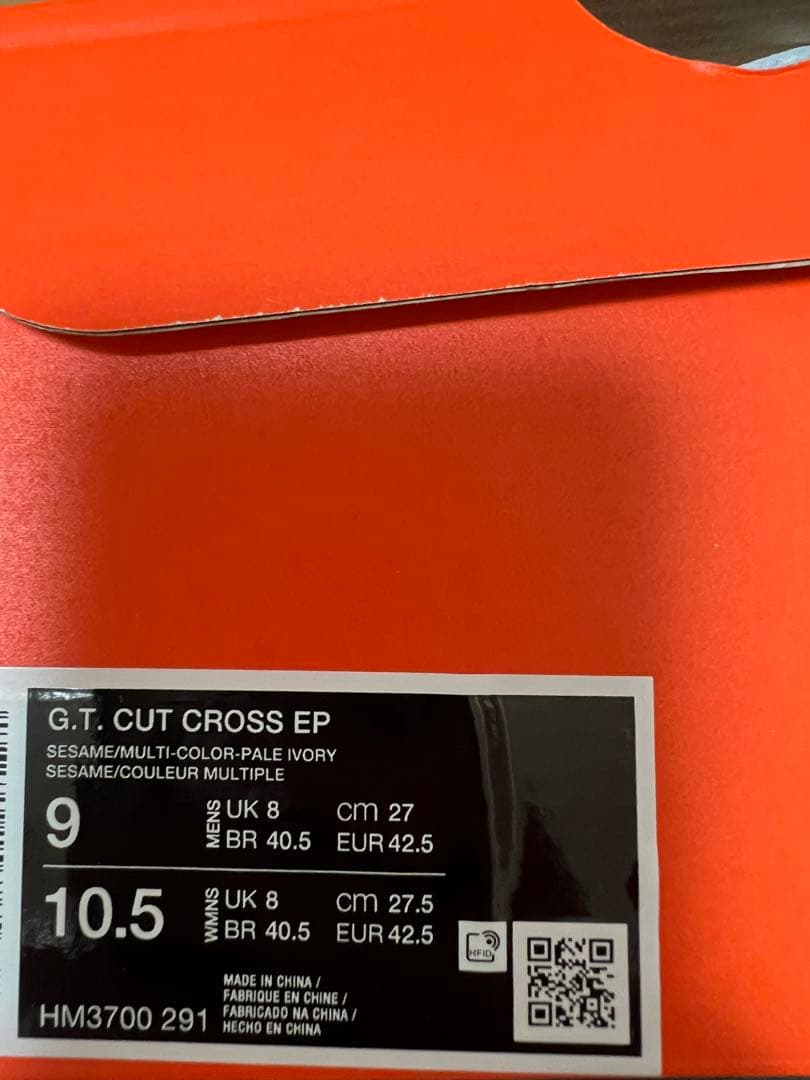 G.T. CUT CROSS EP
SESAME/MULTI-COLOR-PALE IVORY
SESAME/COULEUR MULTIPLE
9 MENS UK 8 cm 27
BR 40.5 EUR 42.5
10.5 WMNS UK 8 cm 27.5
BR 40.5 EUR 42.5
RFID
MADE IN CHINA /
FABRIQUE EN CHINE /
FABRICADO NA CHINA /
HECHO EN CHINA
HM3700 291